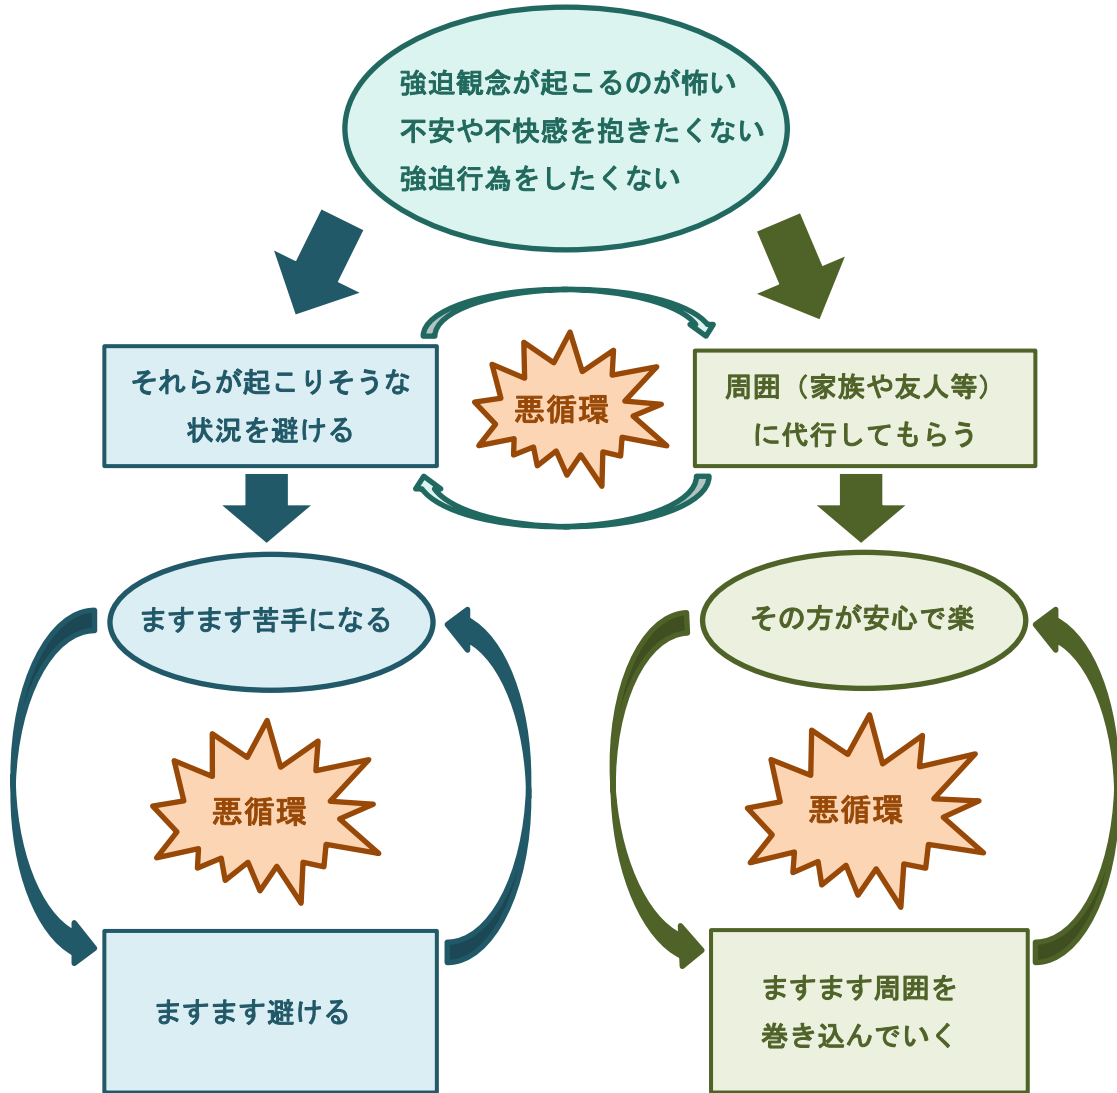 強迫観念が起こるのが怖い
不安や不快感を抱きたくない
強迫行為をしたくない
それらが起こりそうな
状況を避ける
悪循環
周囲（家族や友人等）
に代行してもらう
ますます苦手になる
その方が安心で楽
悪循環
悪循環
ますます避ける
ますます周囲を
巻き込んでいく